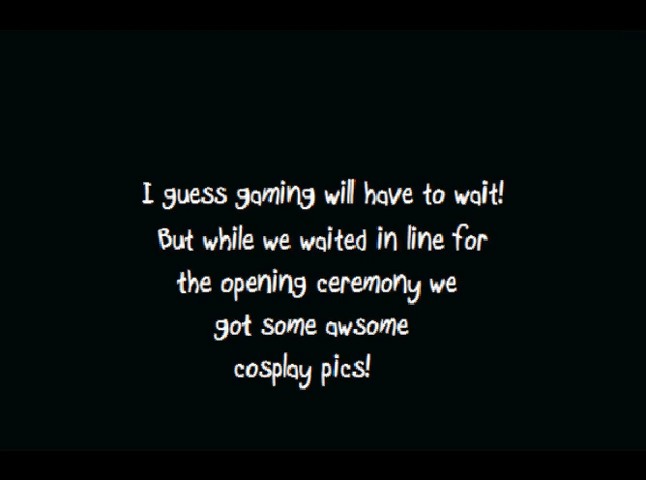 I guess gaming will have to wait!
But while we waited in line for
the opening ceremony we
got some awsome
cosplay pics!